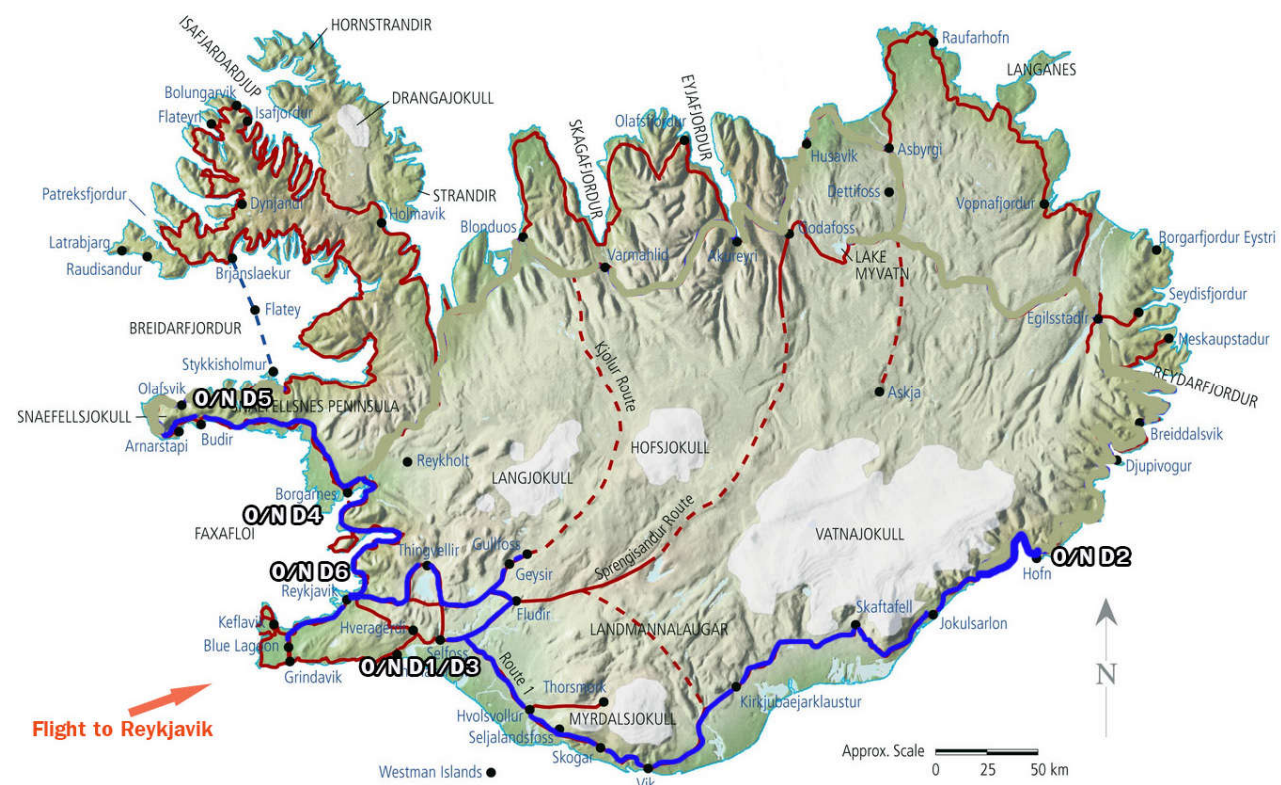 HORNSTRANDIR
ISAFJARDARDJUP
Bolungarvik
Flateyri
Isafjordur
DRANGAJOKULL
Patreksfjordur
STRANDIR
Dynjandi
Holmavik
Latrabjarg
Raudisandur
Brjanslaekur
Flatey
BREIDARFJORDUR
Stykkisholmur
Olafsvik
O/N D5
SNAEFELLSNES PENINSULA
SNAEFELLSJOKULL
Arnarstapi
Budir
Borgarnes
O/N D4
FAXAFLOI
Reykholt
O/N D6
Reykjavik
Thingvellir
Gullfoss
Geysir
Fludir
Keflavik
Blue Lagoon
Grindavik
Hveragerdi
Selfoss
O/N D1/D3
Flight to Reykjavik
Route 1
Hvolsvollur
Seljalandsfoss
Skogar
Vik
Westman Islands
Thorsmork
MYRDALSJOKULL
LANDMANNALAUGAR
Kirkjubaejarklaustur
Skaftafell
Jokulsarlon
Hofn
O/N D2
VATNAJOKULL
HOFSJOKULL
LANGJOKULL
Kjolur Route
Sprengisandur Route
Blonduos
SKAGAFJORDUR
Varmahlid
Olafsfjordur
EYJAFJORDUR
Akureyri
Godafoss
LAKE
MYVATN
Husavik
Asbyrgi
Dettifoss
Askja
Raufarhofn
LANGANES
Vopnafjordur
Borgarfjordur Eystri
Seydisfjordur
Egilsstadir
Neskaupstadur
REYDARFJORDUR
Breiddalsvik
Djupivogur
N
Approx. Scale
0 25 50 km